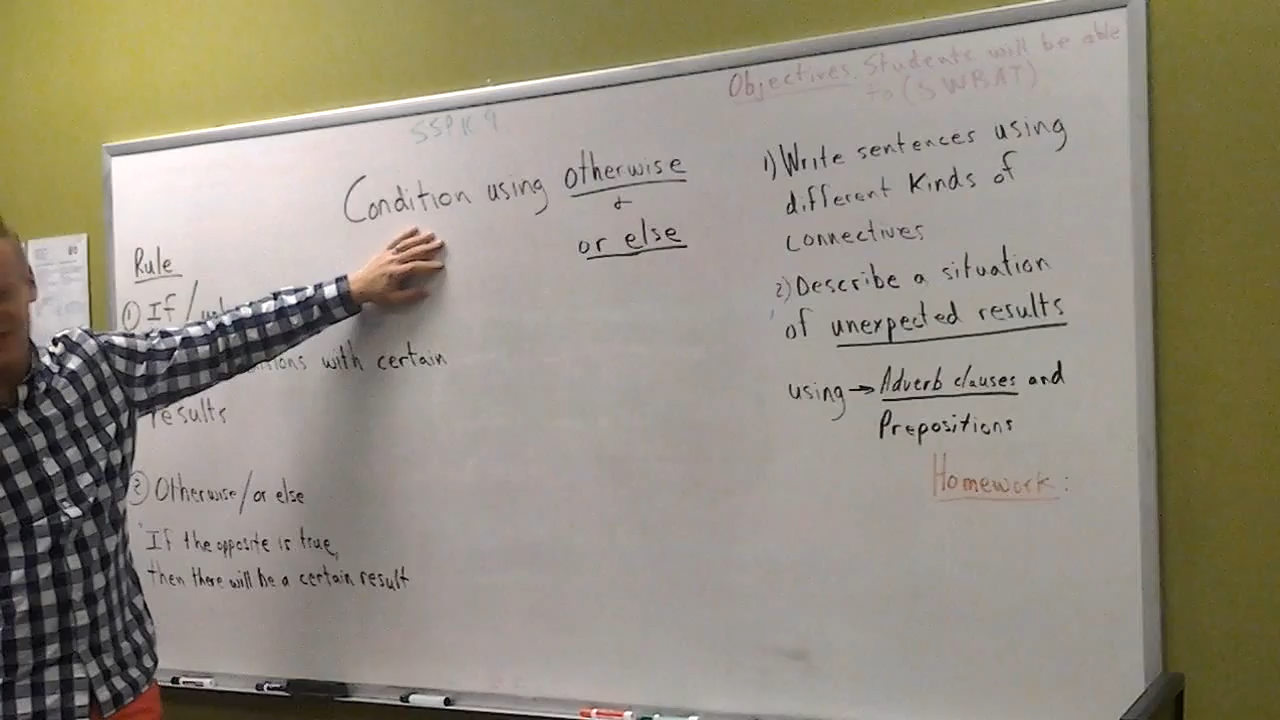 Condition using otherwise
&
or else
Rule
① If /
with certain
results
② Otherwise/or else
If the opposite is true,
then there will be a certain result
Objectives. Students will be able
to (SWBAT)
1) Write sentences using
different kinds of
connectives
2) Describe a situation
of unexpected results
using → Adverb clauses and
Prepositions
Homework: